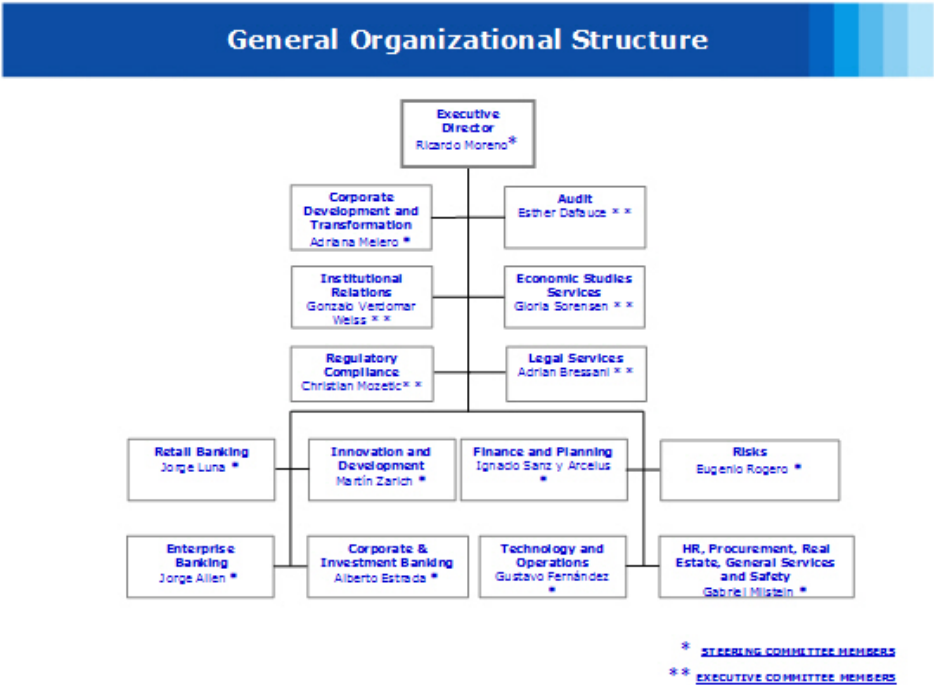 General Organizational Structure
Executive
Director
Ricardo Moreno*
Corporate
Development and
Transformation
Adriana Melero *
Audit
Esther Dafauce * *
Institutional
Relations
Gonzalo Verdomar
Weiss * *
Economic Studies
Services
Gloria Sorensen * *
Regulatory
Compliance
Christian Mozetic* *
Legal Services
Adrian Bressani * *
Retail Banking
Jorge Luna *
Innovation and
Development
Martín Zarich *
Finance and Planning
Ignacio Sanz y Arcelus
*
Risks
Eugenio Rogero *
Enterprise
Banking
Jorge Allen *
Corporate &
Investment Banking
Alberto Estrada *
Technology and
Operations
Gustavo Fernández
*
HR, Procurement, Real
Estate, General Services
and Safety
Gabriel Milstein *
* STEERING COMMITTEE MEMBERS
* * EXECUTIVE COMMITTEE MEMBERS